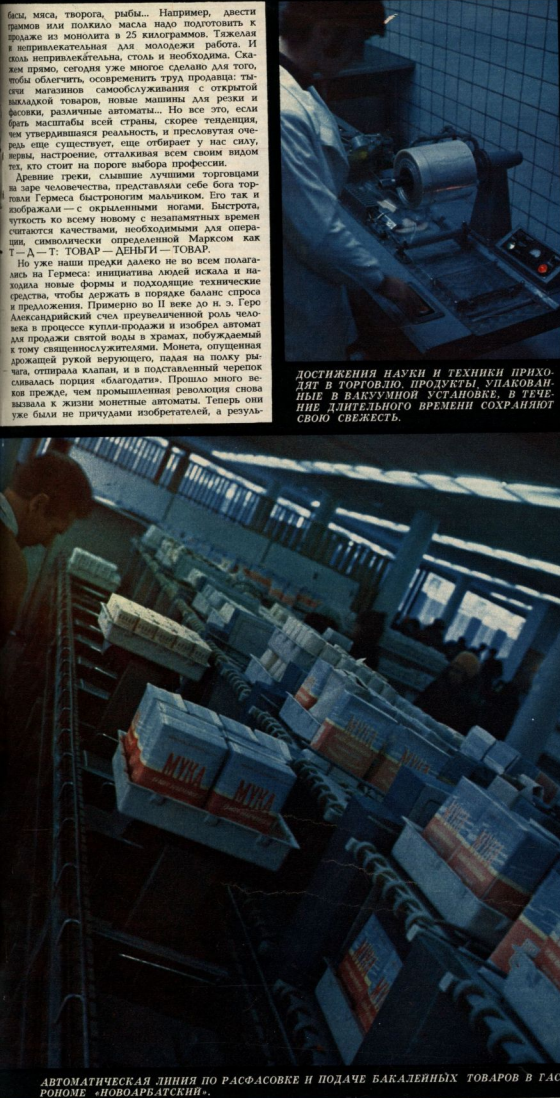 басы, мяса, творога, рыбы... Например, двести
граммов или полкило масла надо подготовить к
продаже из монолита в 25 килограммов. Тяжелая
и непривлекательная для молодежи работа. И
сколь непривлекательна, столь и необходима. Ска-
жем прямо, сегодня уже многое сделано для того,
чтобы облегчить, осовременить труд продавца: ты-
сячи магазинов самообслуживания с открытой
выкладкой товаров, новые машины для резки и
фасовки, различные автоматы... Но все это, если
брать масштабы всей страны, скорее тенденция,
чем утвердившаяся реальность, и пресловутая оче-
редь еще существует, еще отбирает у нас силу,
нервы, настроение, отталкивая всем своим видом
тех, кто стоит на пороге выбора профессии.
Древние греки, слывшие лучшими торговцами
на заре человечества, представляли себе бога тор-
говли Гермеса быстроногим мальчиком. Его так и
изображали — с окрыленными ногами. Быстрота,
чуткость ко всему новому с незапамятных времен
считаются качествами, необходимыми для опера-
ции, символически определенной Марксом как
Т — Д — Т: ТОВАР — ДЕНЬГИ — ТОВАР.
Но уже наши предки далеко не во всем полага-
лись на Гермеса: инициатива людей искала и на-
ходила новые формы и подходящие технические
средства, чтобы держать в порядке баланс спроса
и предложения. Примерно во II веке до н. э. Геро
Александрийский счел преувеличенной роль чело-
века в процессе купли-продажи и изобрел автомат
для продажи святой воды в храмах, побуждаемый
к тому священнослужителями. Монета, опущенная
дрожащей рукой верующего, падая на полку ры-
чага, отпирала клапан, и в подставленный черепок
сливалась порция «благодати». Прошло много ве-
ков прежде, чем промышленная революция снова
вызвала к жизни монетные автоматы. Теперь они
уже были не причудами изобретателей, а резуль-
ДОСТИЖЕНИЯ НАУКИ И ТЕХНИКИ ПРИХО-
ДЯТ В ТОРГОВЛЮ. ПРОДУКТЫ, УПАКОВАН-
НЫЕ В ВАКУУМНОЙ УСТАНОВКЕ, В ТЕЧЕ-
НИЕ ДЛИТЕЛЬНОГО ВРЕМЕНИ СОХРАНЯЮТ
СВОЮ СВЕЖЕСТЬ.
МУКА
МУКА
АВТОМАТИЧЕСКАЯ ЛИНИЯ ПО РАСФАСОВКЕ И ПОДАЧЕ БАКАЛЕЙНЫХ ТОВАРОВ В ГАС
РОНОМЕ «НОВОАРБАТСКИЙ».